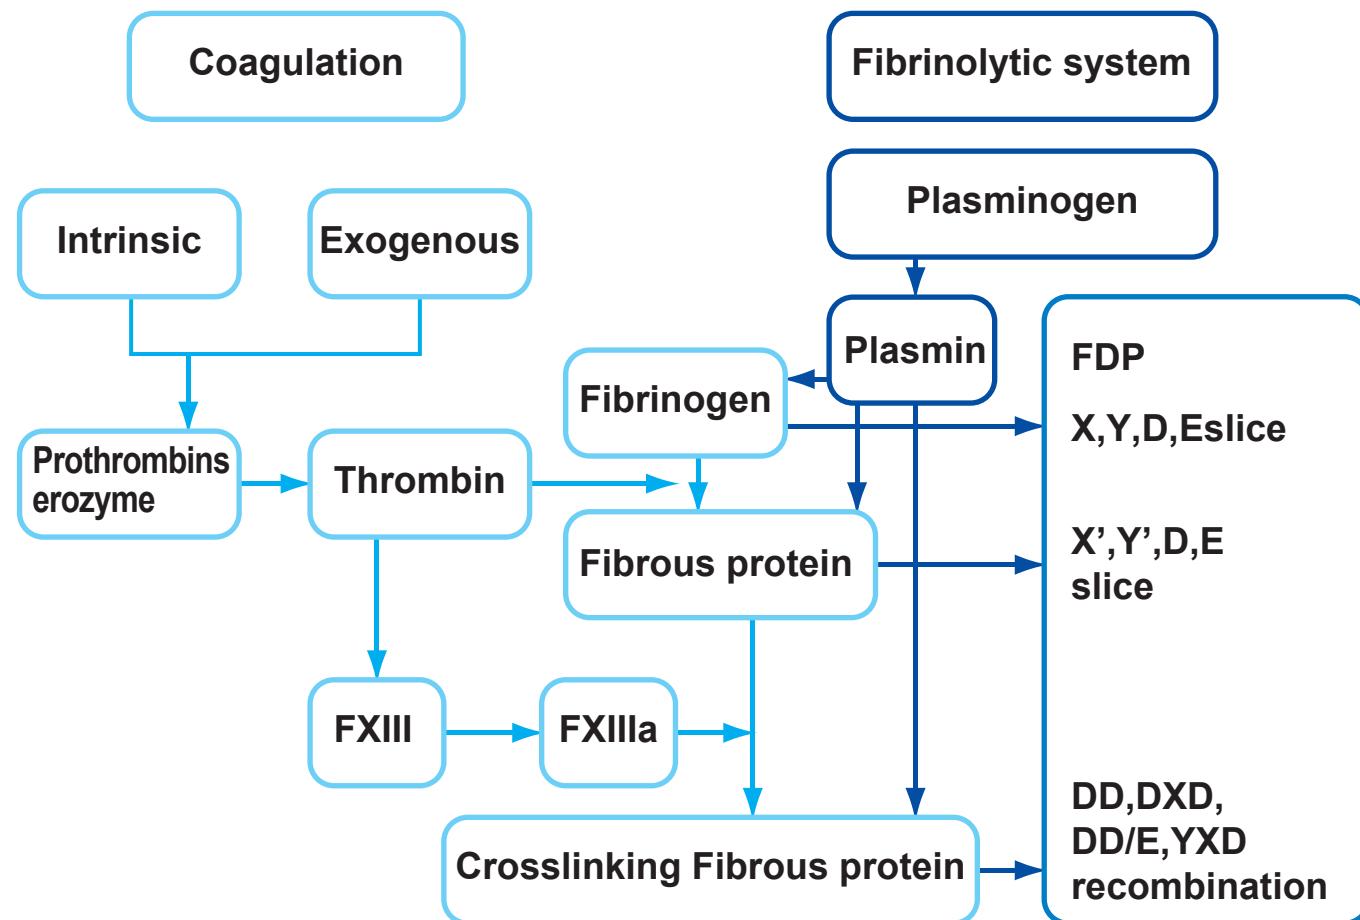 Coagulation
Fibrinolytic system
Plasminogen
Intrinsic
Exogenous
Plasmin
Fibrinogen
FDP
X,Y,D,Eslice
Prothrombins
erozyme
Thrombin
Fibrous protein
X’,Y’,D,E
slice
FXIII
FXIIIa
Crosslinking Fibrous protein
DD,DXD,
DD/E,YXD
recombination